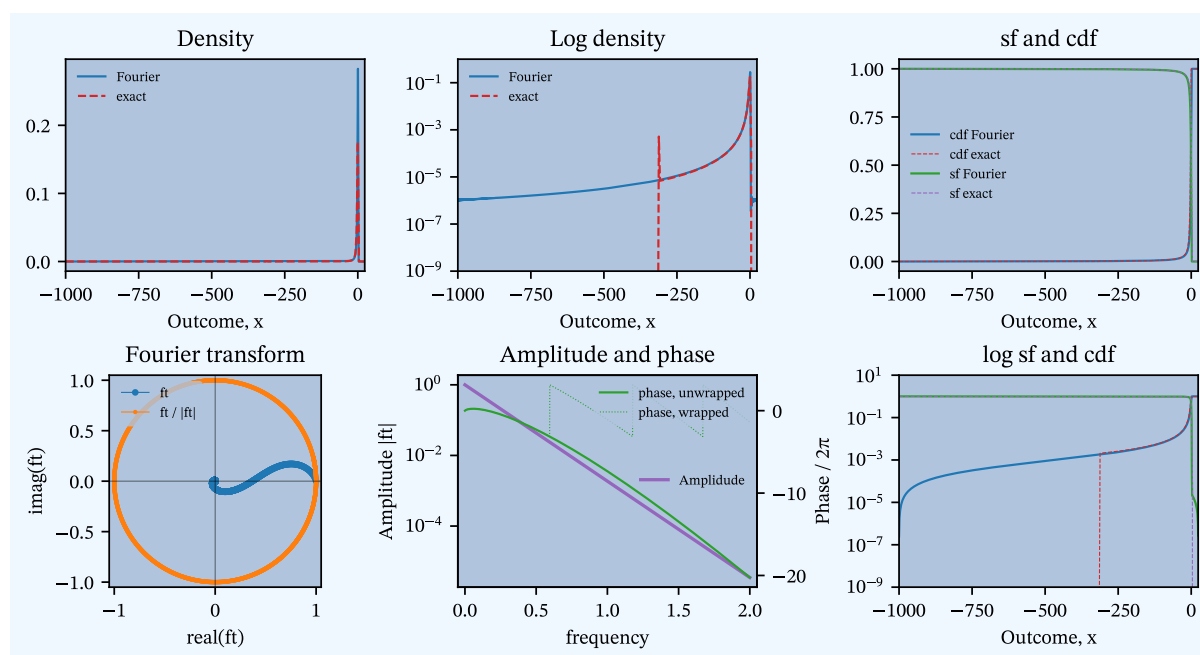 Density
Fourier
exact
0.2
0.1
0.0
−1000 −750 −500 −250 0
Outcome, x
Log density
Fourier
exact
10⁻¹
10⁻³
10⁻⁵
10⁻⁷
10⁻⁹
−1000 −750 −500 −250 0
Outcome, x
sf and cdf
1.00
0.75
0.50
0.25
0.00
cdf Fourier
cdf exact
sf Fourier
sf exact
−1000 −500 0
Outcome, x
Fourier transform
ft
ft / |ft|
imag(ft)
1.0
0.5
0.0
−0.5
−1.0
−1 0 1
real(ft)
Amplitude and phase
phase, unwrapped
phase, wrapped
Amplidude
Amplitude |ft|
10⁰
10⁻²
10⁻⁴
0.0 0.5 1.0 1.5 2.0
frequency
0
−10
−20
Phase / 2π
log sf and cdf
10¹
10⁻¹
10⁻³
10⁻⁵
10⁻⁷
10⁻⁹
−1000 −750 −500 −250 0
Outcome, x